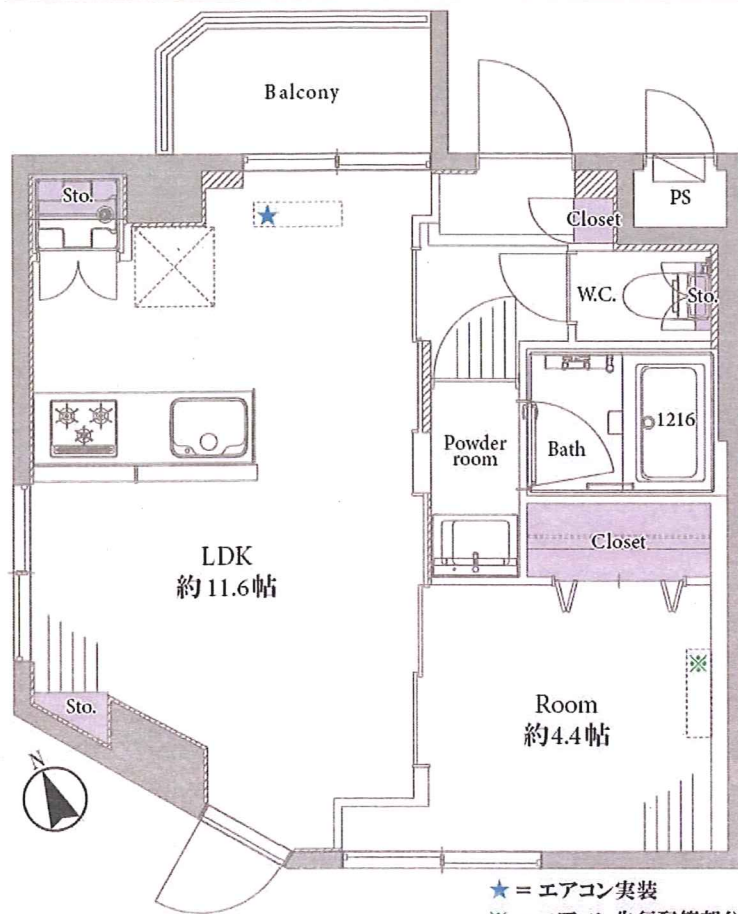 Balcony
Sto.
Closet
PS
W.C.
Sto.
1216
Powder
room
Bath
Closet
LDK
約11.6帖
Sto.
Room
約4.4帖
※
N
★ = エアコン実装